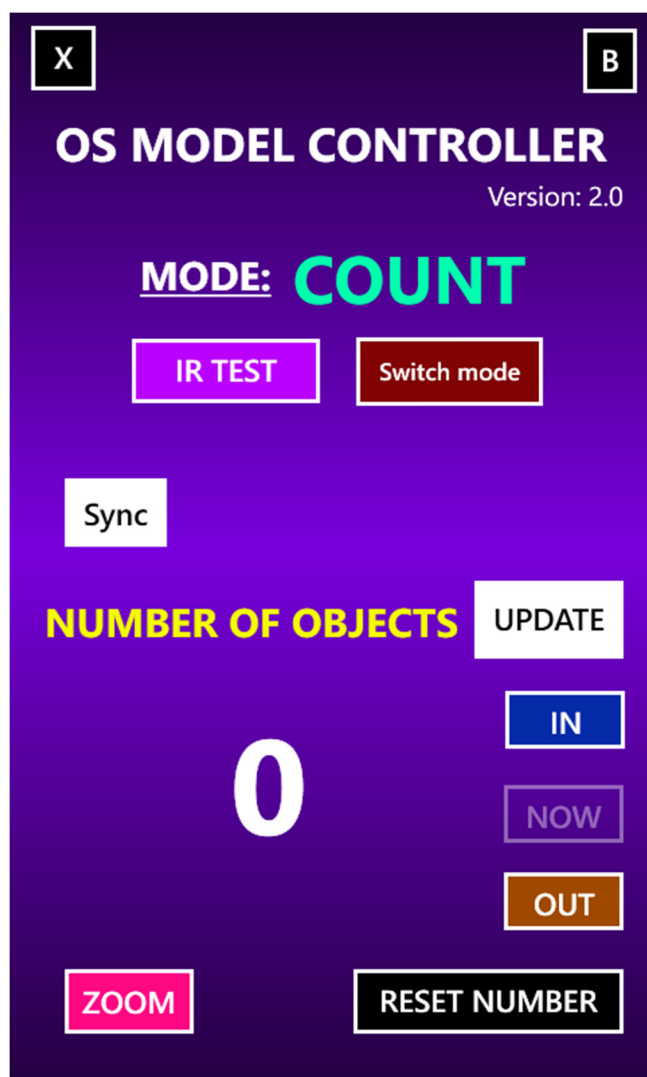 X B
OS MODEL CONTROLLER
Version: 2.0
MODE: COUNT
IR TEST Switch mode
Sync
NUMBER OF OBJECTS UPDATE
IN
0
NOW
OUT
ZOOM RESET NUMBER